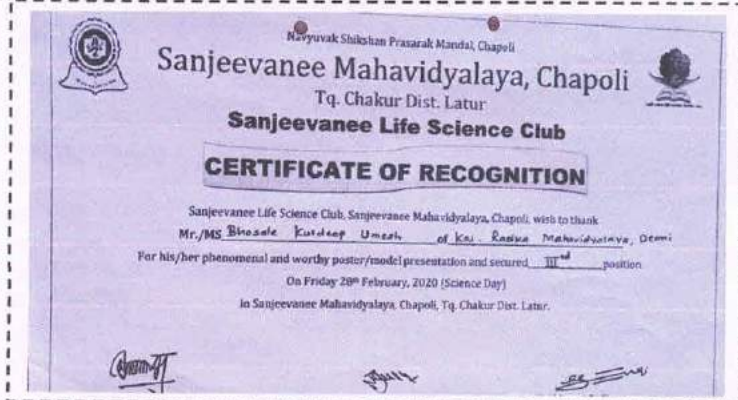 Navyuvak Shikshan Prasarak Mandal, Chapoli
Sanjeevanee Mahavidyalaya, Chapoli
Tq. Chakur Dist. Latur
Sanjeevanee Life Science Club
CERTIFICATE OF RECOGNITION
Sanjeevanee Life Science Club, Sanjeevanee Mahavidyalaya, Chapoli, wish to thank
Mr./MS Bhosale Kuldeep Umesh of Kai. Rasika Mahavidyalaya, Deoni
For his/her phenomenal and worthy poster/model presentation and secured III rd position
On Friday 28th February, 2020 (Science Day)
In Sanjeevanee Mahavidyalaya, Chapoli, Tq. Chakur Dist. Latur.